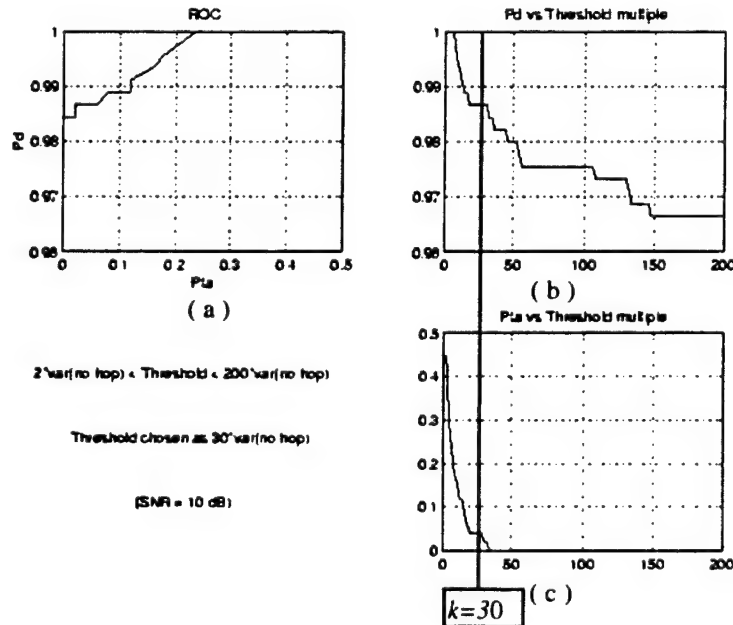 ROC
1
0.99
0.98
0.97
0.96
Pd
0 0.1 0.2 0.3 0.4 0.5
Pfa
( a )
Pd vs Threshold multiple
1
0.99
0.98
0.97
0.96
0 50 100 150 200
( b )
Pfa vs Threshold multiple
0.5
0.4
0.3
0.2
0.1
0
0 50 100 150 200
( c )
2*var(no hop) < Threshold < 200*var(no hop)
Threshold chosen as 30*var(no hop)
(SNR = 10 dB)
k=30